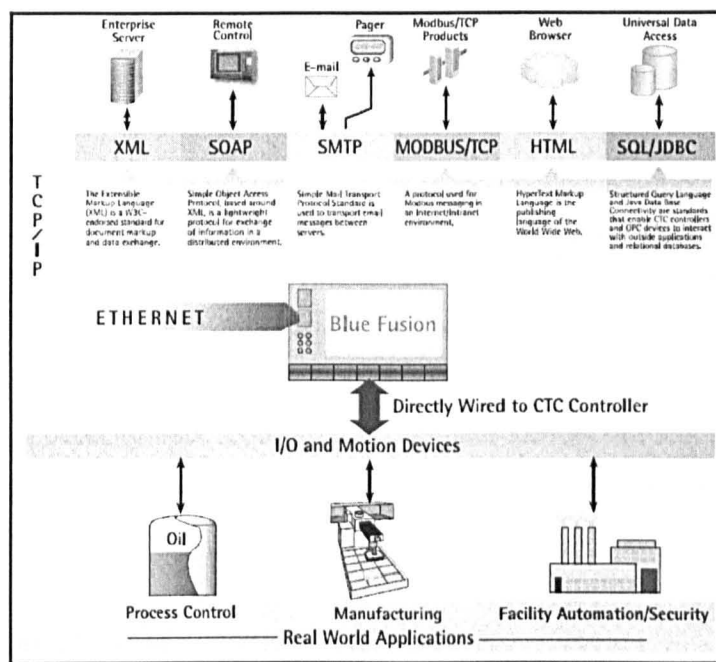 Enterprise
Server
Remote
Control
E-mail
Pager
Modbus/TCP
Products
Web
Browser
Universal Data
Access
XML
SOAP
SMTP
MODBUS/TCP
HTML
SQL/JDBC
TCP/IP
The Extensible
Markup Language
(XML) is a W3C-
endorsed standard for
document markup
and data exchange.
Simple Object Access
Protocol, based around
XML, is a lightweight
protocol for exchange
of information in a
distributed environment.
Simple Mail Transport
Protocol Standard is
used to transport email
messages between
servers.
A protocol used for
Modbus messaging in
an Internet/Intranet
environment.
HyperText Markup
Language is the
publishing
language of the
World Wide Web.
Structured Query Language
and Java Data Base
Connectivity are standards
that enable CTC controllers
and OPC devices to interact
with outside applications
and relational databases.
ETHERNET
Blue Fusion
Directly Wired to CTC Controller
I/O and Motion Devices
Oil
Process Control
Manufacturing
Facility Automation/Security
Real World Applications